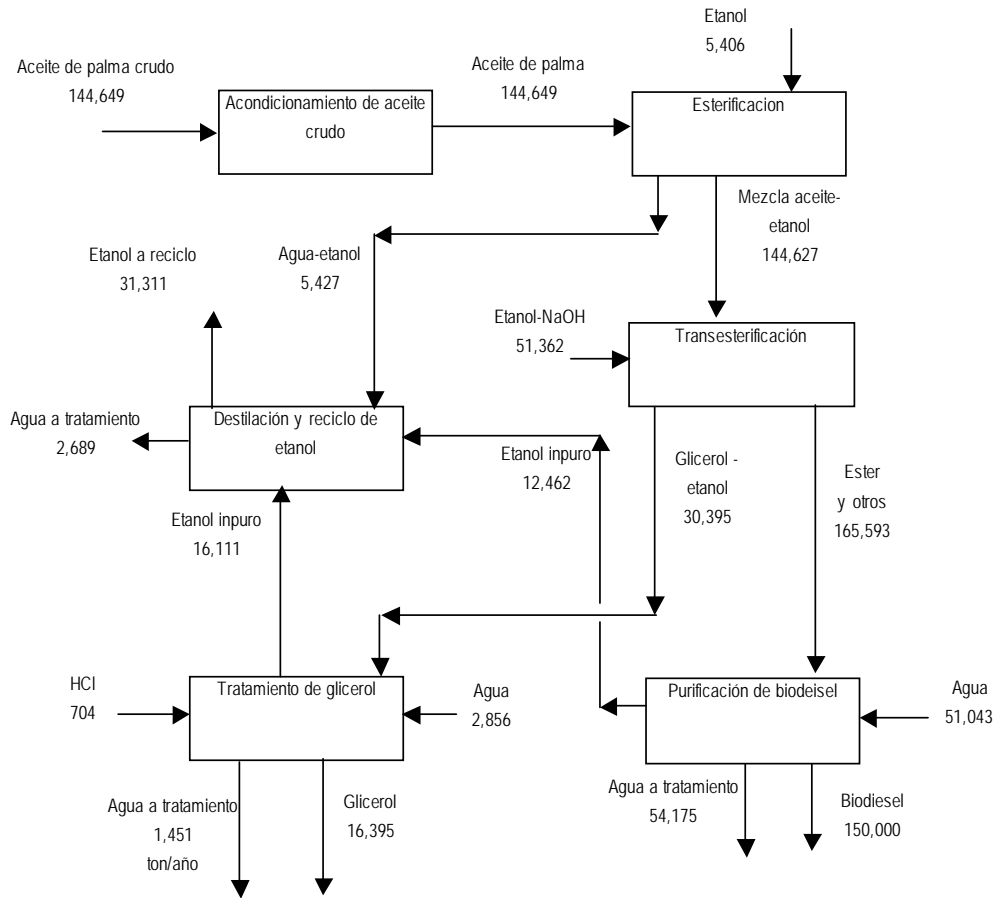 Etanol
5,406
Aceite de palma crudo
144,649
Aceite de palma
144,649
Acondicionamiento de aceite
crudo
Esterificacion
Mezcla aceite-
etanol
144,627
Etanol a reciclo
31,311
Agua-etanol
5,427
Etanol-NaOH
51,362
Transesterificación
Agua a tratamiento
2,689
Destilación y reciclo de
etanol
Etanol inpuro
12,462
Glicerol -
etanol
30,395
Ester
y otros
165,593
Etanol inpuro
16,111
HCl
704
Tratamiento de glicerol
Agua
2,856
Purificación de biodeisel
Agua
51,043
Agua a tratamiento
1,451
ton/año
Glicerol
16,395
Agua a tratamiento
54,175
Biodiesel
150,000